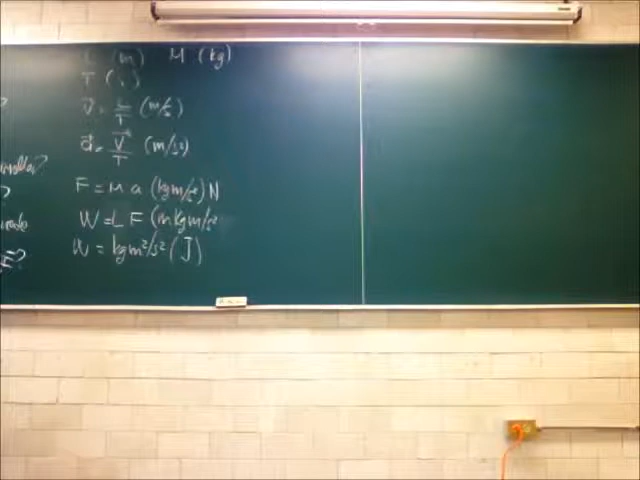 L (m) M (kg)
T (s)
v⃗ = L/T (m/s)
a⃗ = V⃗/T (m/s²)
F = M a (kg m/s²) N
W = L F (m kg m/s²
W = kg m²/s² (J)